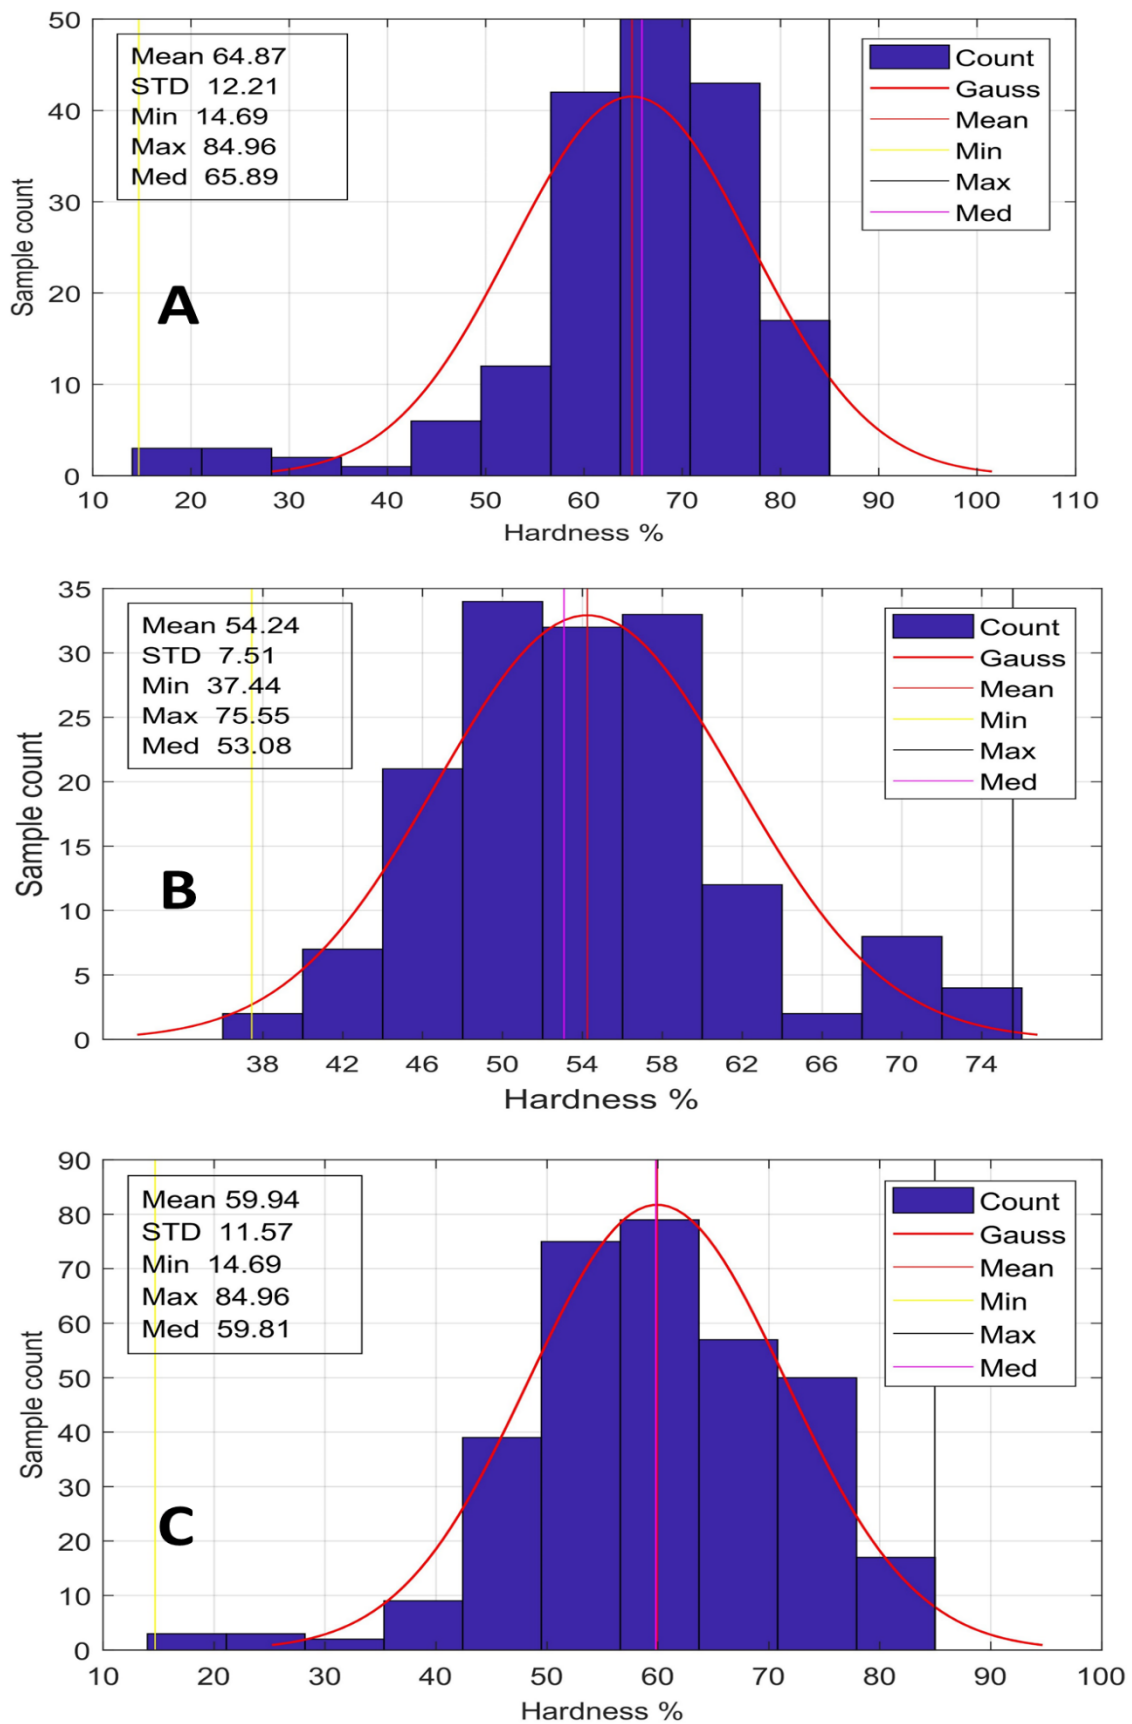 50
40
30
20
10
0
Sample count
Mean 64.87
STD 12.21
Min 14.69
Max 84.96
Med 65.89
Count
Gauss
Mean
Min
Max
Med
A
10 20 30 40 50 60 70 80 90 100 110
Hardness %
35
30
25
20
15
10
5
0
Sample count
Mean 54.24
STD 7.51
Min 37.44
Max 75.55
Med 53.08
Count
Gauss
Mean
Min
Max
Med
B
38 42 46 50 54 58 62 66 70 74
Hardness %
90
80
70
60
50
40
30
20
10
0
Sample count
Mean 59.94
STD 11.57
Min 14.69
Max 84.96
Med 59.81
Count
Gauss
Mean
Min
Max
Med
C
10 20 30 40 50 60 70 80 90 100
Hardness %